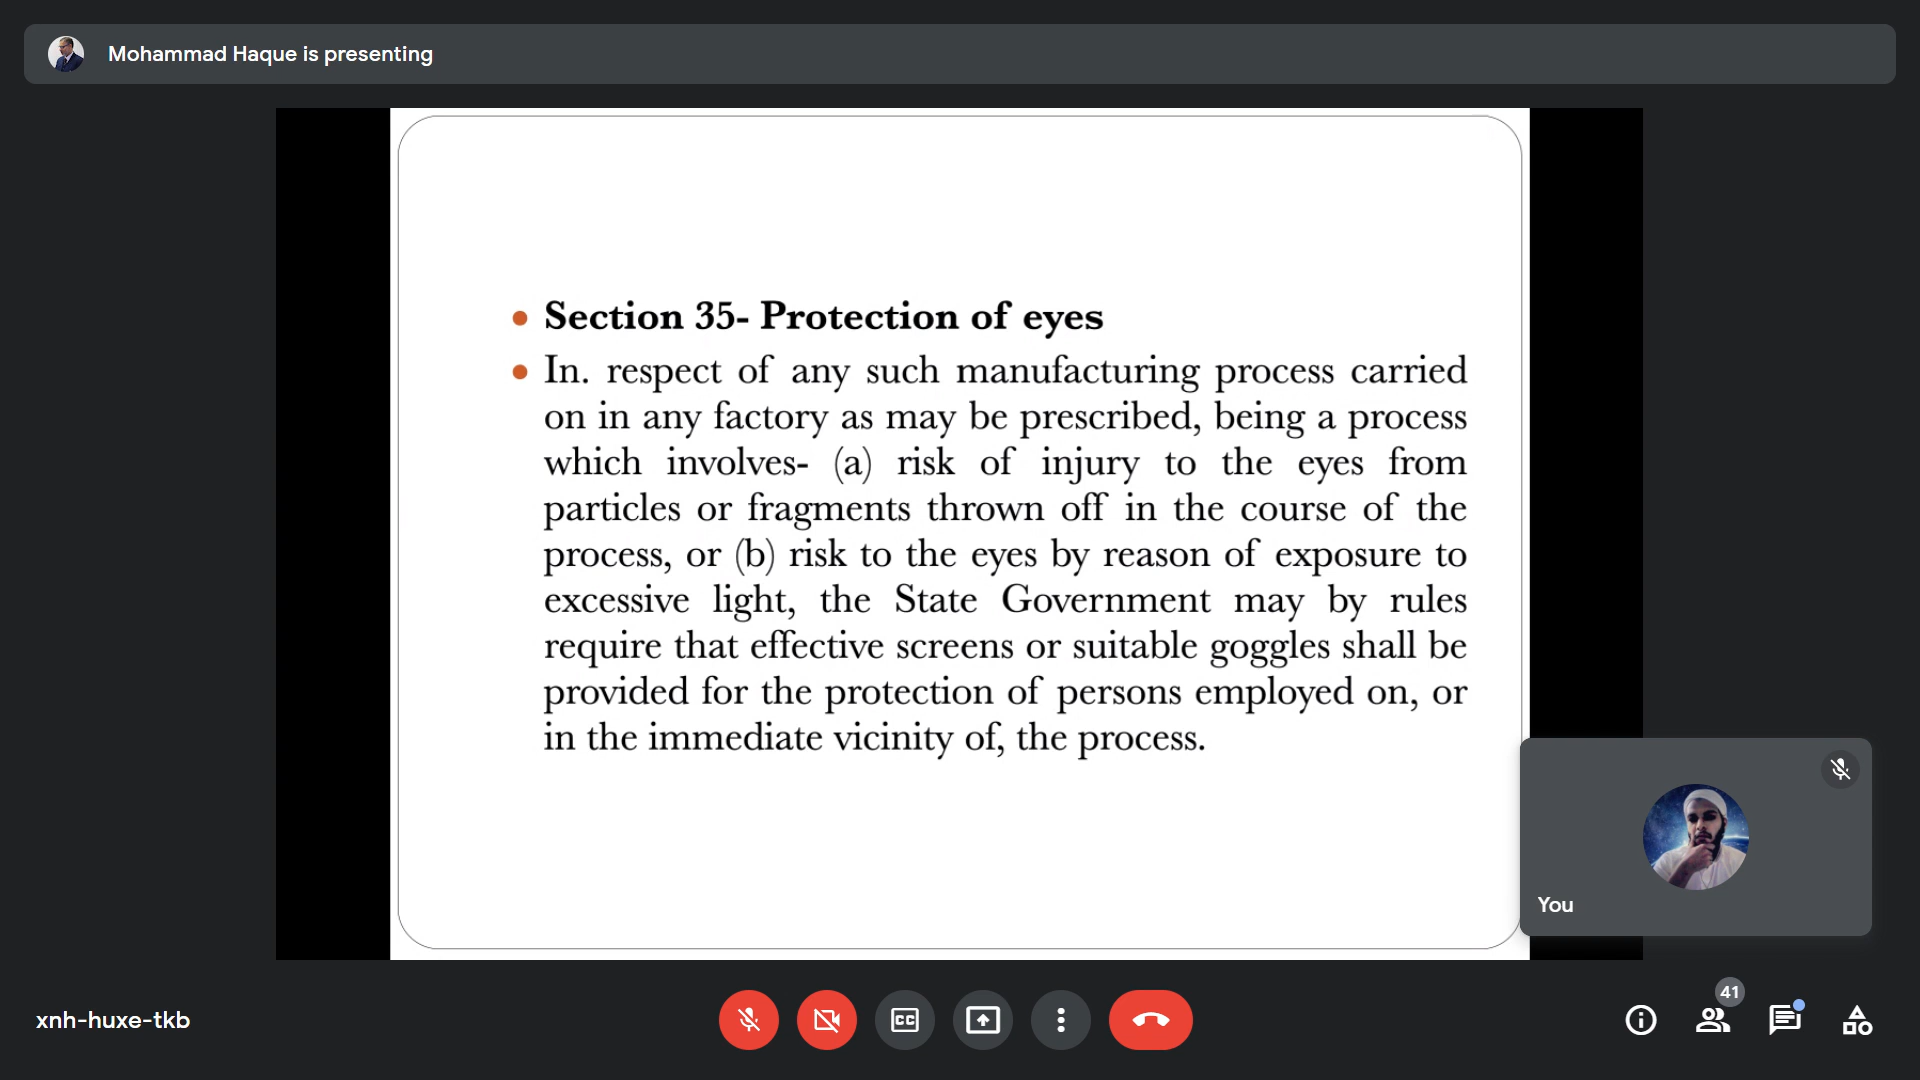 Mohammad Haque is presenting
• Section 35- Protection of eyes
• In. respect of any such manufacturing process carried
on in any factory as may be prescribed, being a process
which involves- (a) risk of injury to the eyes from
particles or fragments thrown off in the course of the
process, or (b) risk to the eyes by reason of exposure to
excessive light, the State Government may by rules
require that effective screens or suitable goggles shall be
provided for the protection of persons employed on, or
in the immediate vicinity of, the process.
You
xnh-huxe-tkb
CC
41